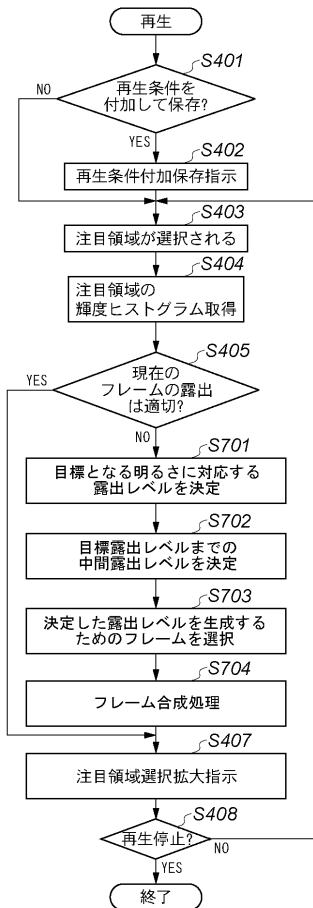 再生
S401
再生条件を
付加して保存?
NO
YES
S402
再生条件付加保存指示
S403
注目領域が選択される
S404
注目領域の
輝度ヒストグラム取得
S405
現在の
フレームの露出
は適切?
YES
NO
S701
目標となる明るさに対応する
露出レベルを決定
S702
目標露出レベルまでの
中間露出レベルを決定
S703
決定した露出レベルを生成する
ためのフレームを選択
S704
フレーム合成処理
S407
注目領域選択拡大指示
S408
再生停止?
NO
YES
終了